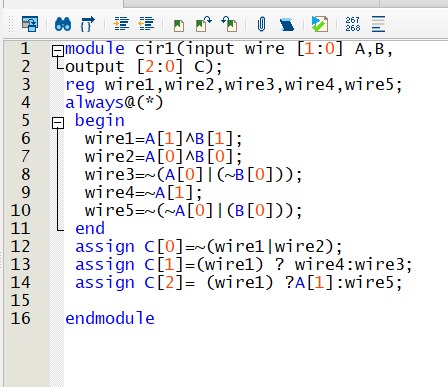 267
268
1 module cir1(input wire [1:0] A,B,
2 output [2:0] C);
3 reg wire1,wire2,wire3,wire4,wire5;
4 always@(*)
5 begin
6 wire1=A[1]^B[1];
7 wire2=A[0]^B[0];
8 wire3=~(A[0]|(~B[0]));
9 wire4=~A[1];
10 wire5=~(~A[0]|(B[0]));
11 end
12 assign C[0]=~(wire1|wire2);
13 assign C[1]=(wire1) ? wire4:wire3;
14 assign C[2]= (wire1) ?A[1]:wire5;
15
16 endmodule